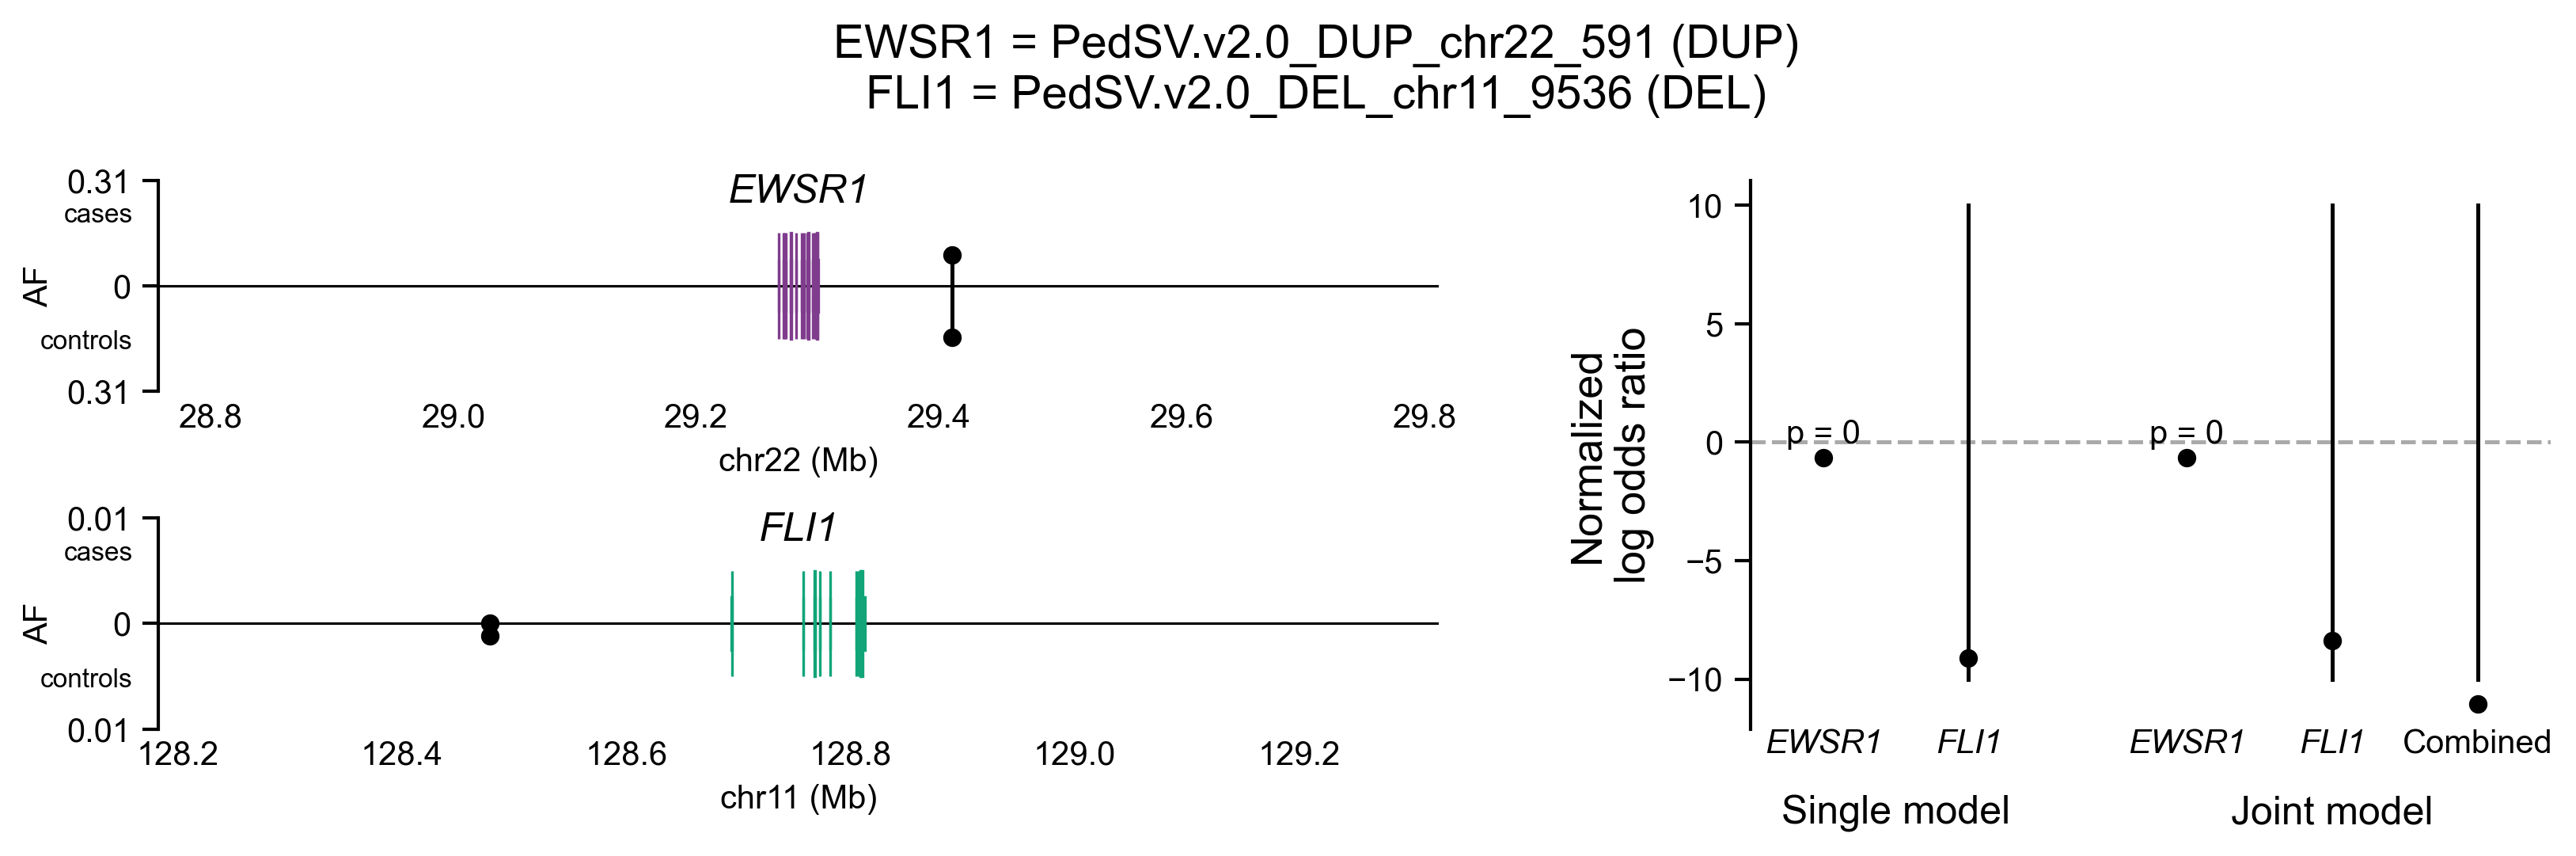 EWSR1 = PedSV.v2.0_DUP_chr22_591 (DUP)
FLI1 = PedSV.v2.0_DEL_chr11_9536 (DEL)
EWSR1
0.31
cases
AF
0
controls
0.31
28.8 29.0 29.2 29.4 29.6 29.8
chr22 (Mb)
FLI1
0.01
cases
AF
0
controls
0.01
128.2 128.4 128.6 128.8 129.0 129.2
chr11 (Mb)
Normalized
log odds ratio
10
5
0
−5
−10
p = 0 p = 0
EWSR1 FLI1 EWSR1 FLI1 Combined
Single model Joint model